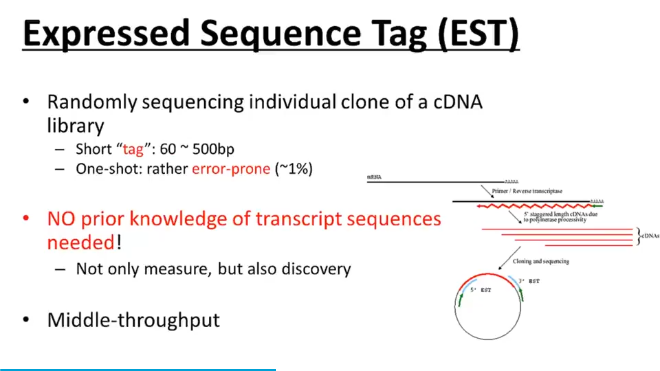 Expressed Sequence Tag (EST)
• Randomly sequencing individual clone of a cDNA
library
– Short “tag”: 60 ~ 500bp
– One-shot: rather error-prone (~1%)
• NO prior knowledge of transcript sequences
needed!
– Not only measure, but also discovery
• Middle-throughput
mRNA
AAAAA
Primer / Reverse transcriptase
AAAAA
5' staggered length cDNAs due
to polymerase processivity
cDNAs
Cloning and sequencing
5' EST
3' EST